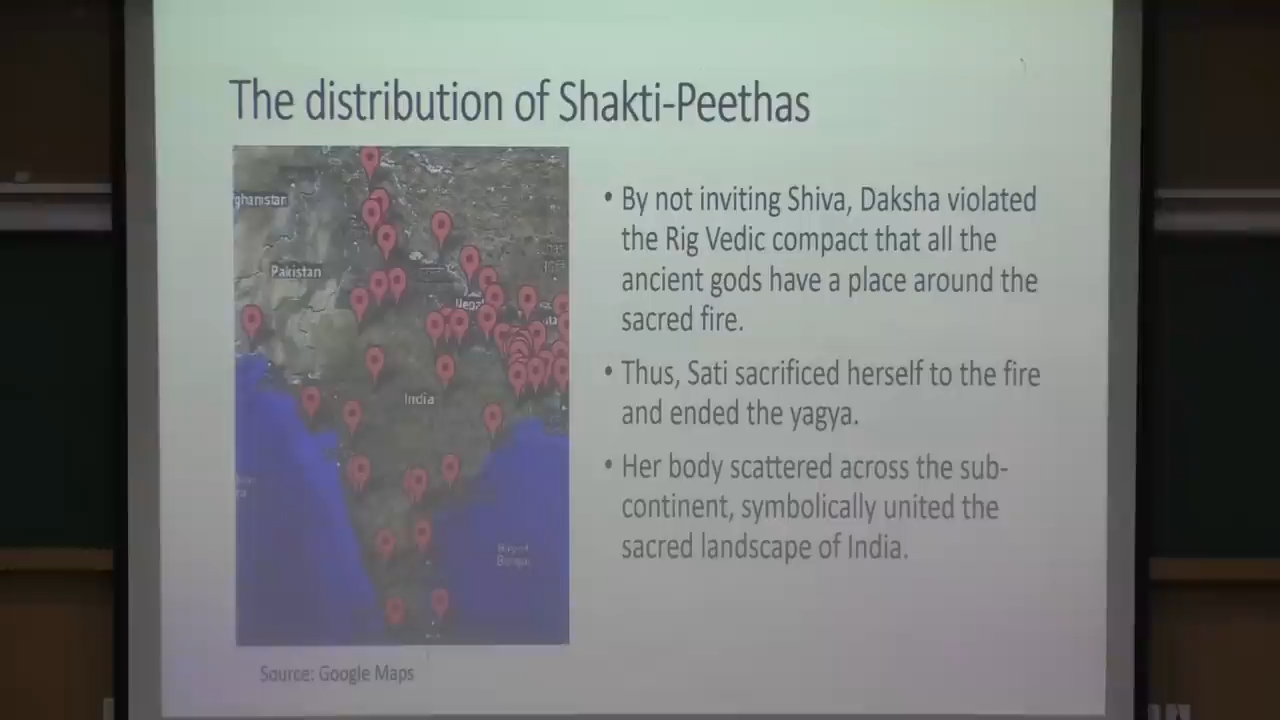 The distribution of Shakti-Peethas
ghanistan
Pakistan
Nepal
India
Source: Google Maps
• By not inviting Shiva, Daksha violated
the Rig Vedic compact that all the
ancient gods have a place around the
sacred fire.
• Thus, Sati sacrificed herself to the fire
and ended the yagya.
• Her body scattered across the sub-
continent, symbolically united the
sacred landscape of India.